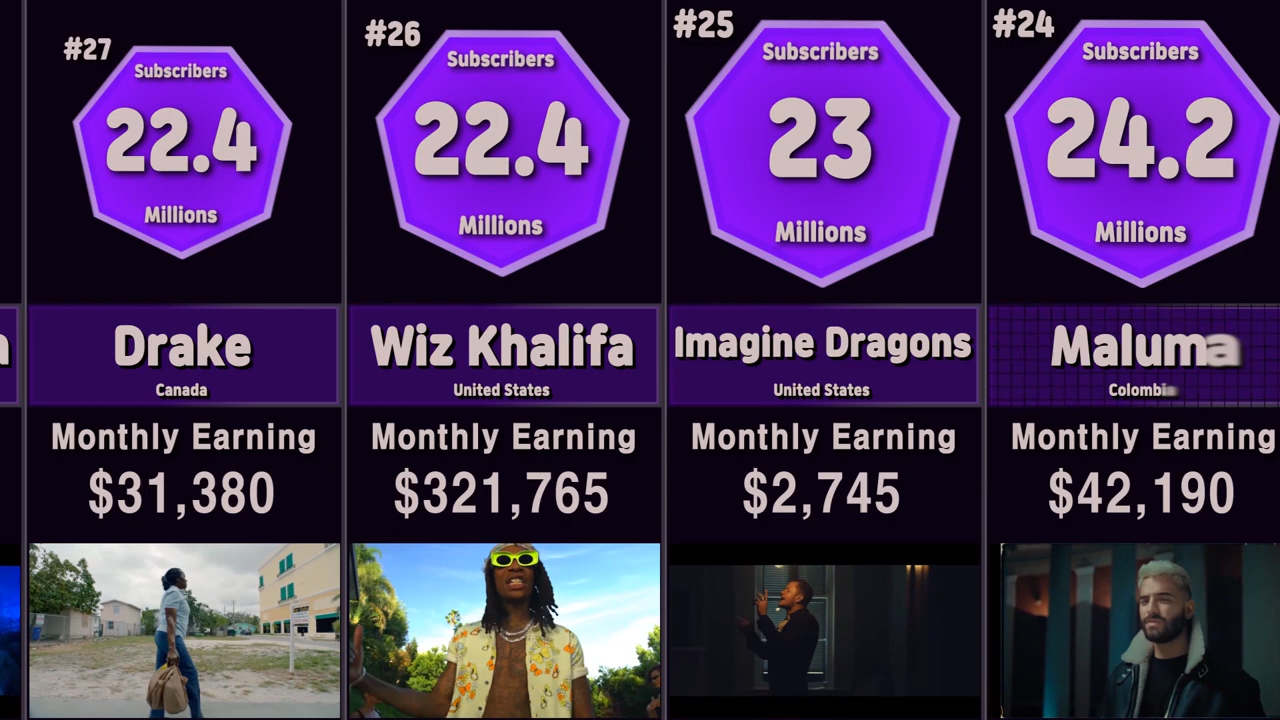 #27
Subscribers
22.4
Millions
Drake
Canada
Monthly Earning
$31,380
#26
Subscribers
22.4
Millions
Wiz Khalifa
United States
Monthly Earning
$321,765
#25
Subscribers
23
Millions
Imagine Dragons
United States
Monthly Earning
$2,745
#24
Subscribers
24.2
Millions
Maluma
Colombia
Monthly Earning
$42,190